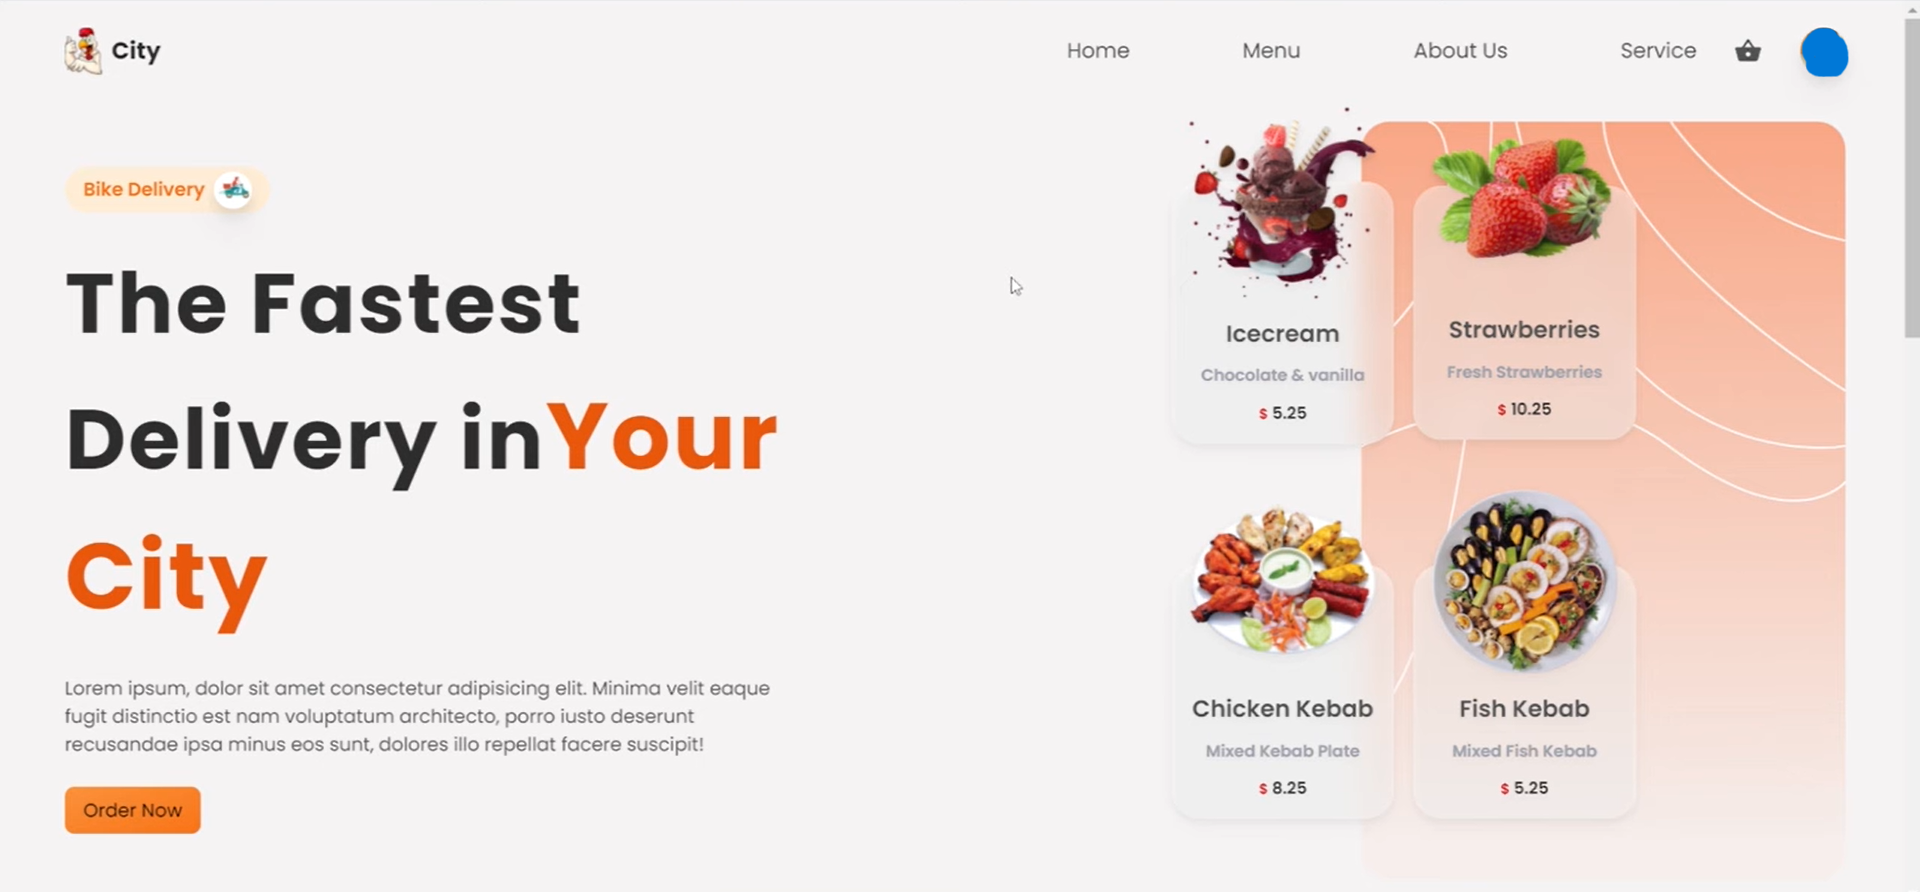 City
Home
Menu
About Us
Service
Bike Delivery
The Fastest
Delivery in Your
City
Lorem ipsum, dolor sit amet consectetur adipisicing elit. Minima velit eaque
fugit distinctio est nam voluptatum architecto, porro iusto deserunt
recusandae ipsa minus eos sunt, dolores illo repellat facere suscipit!
Order Now
Icecream
Chocolate & vanilla
$ 5.25
Strawberries
Fresh Strawberries
$ 10.25
Chicken Kebab
Mixed Kebab Plate
$ 8.25
Fish Kebab
Mixed Fish Kebab
$ 5.25